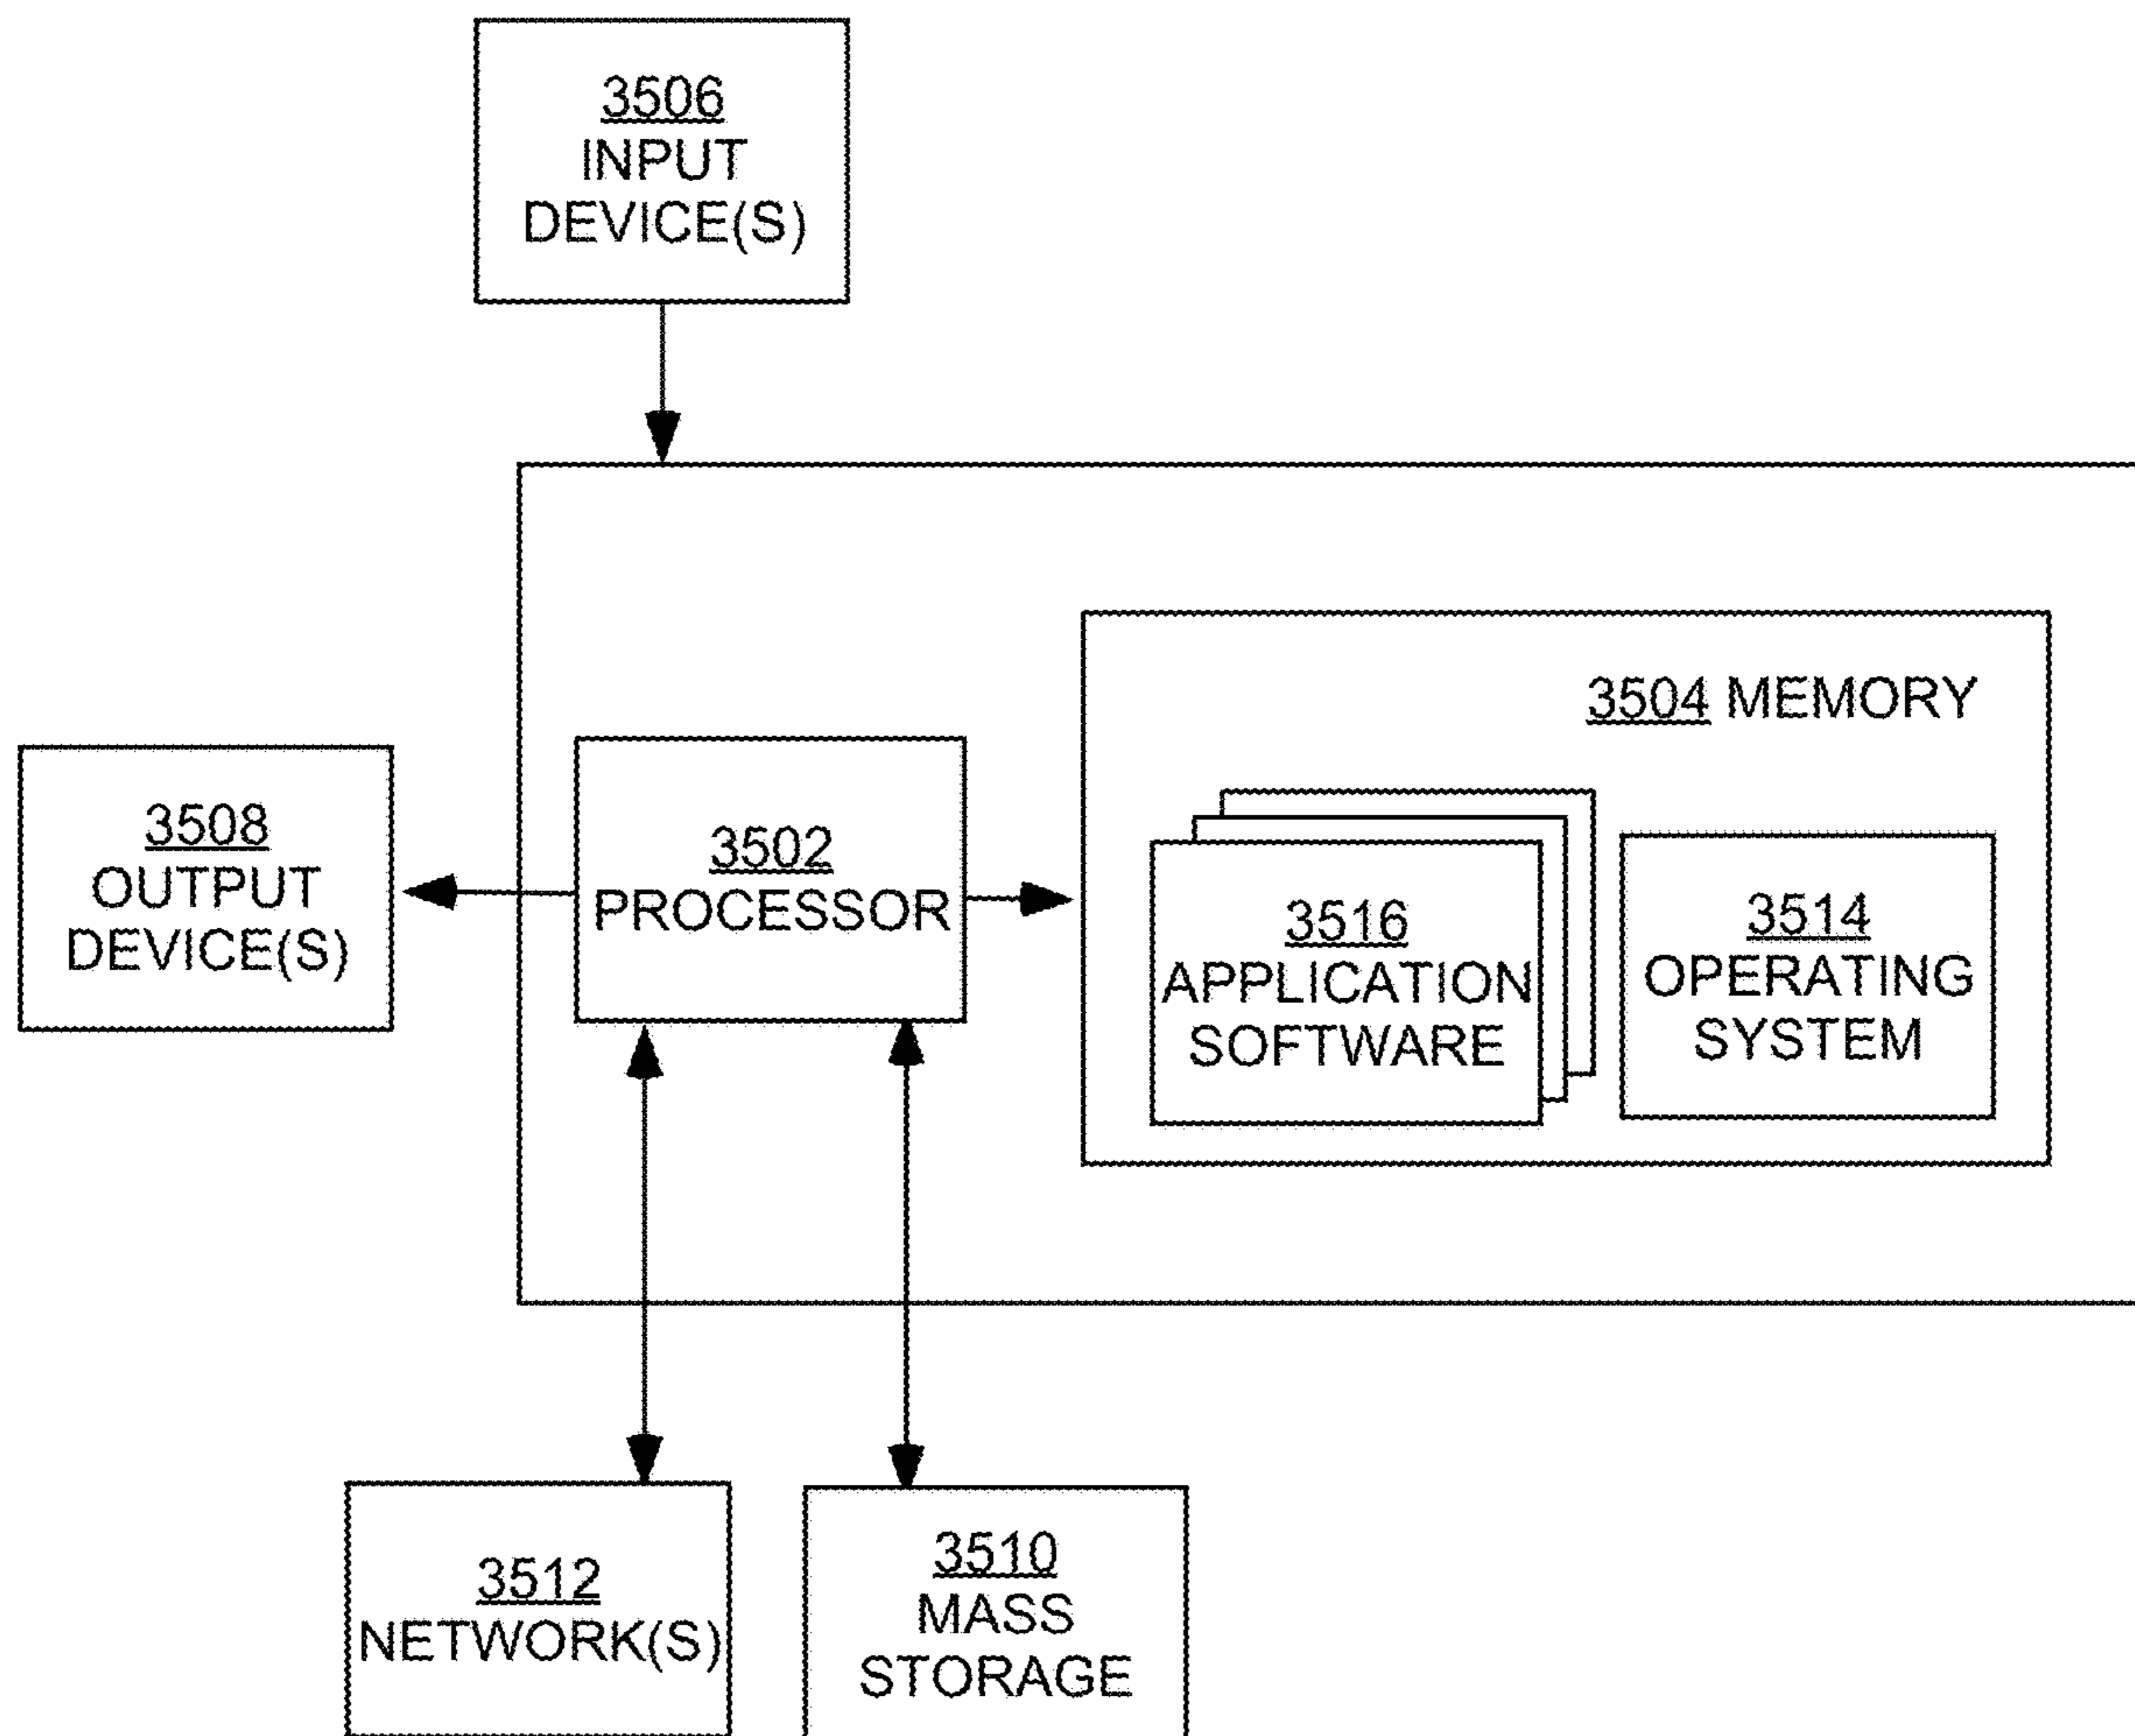 3506
INPUT
DEVICE(S)
3504 MEMORY
3508
OUTPUT
DEVICE(S)
3502
PROCESSOR
3516
APPLICATION
SOFTWARE
3514
OPERATING
SYSTEM
3512
NETWORK(S)
3510
MASS
STORAGE